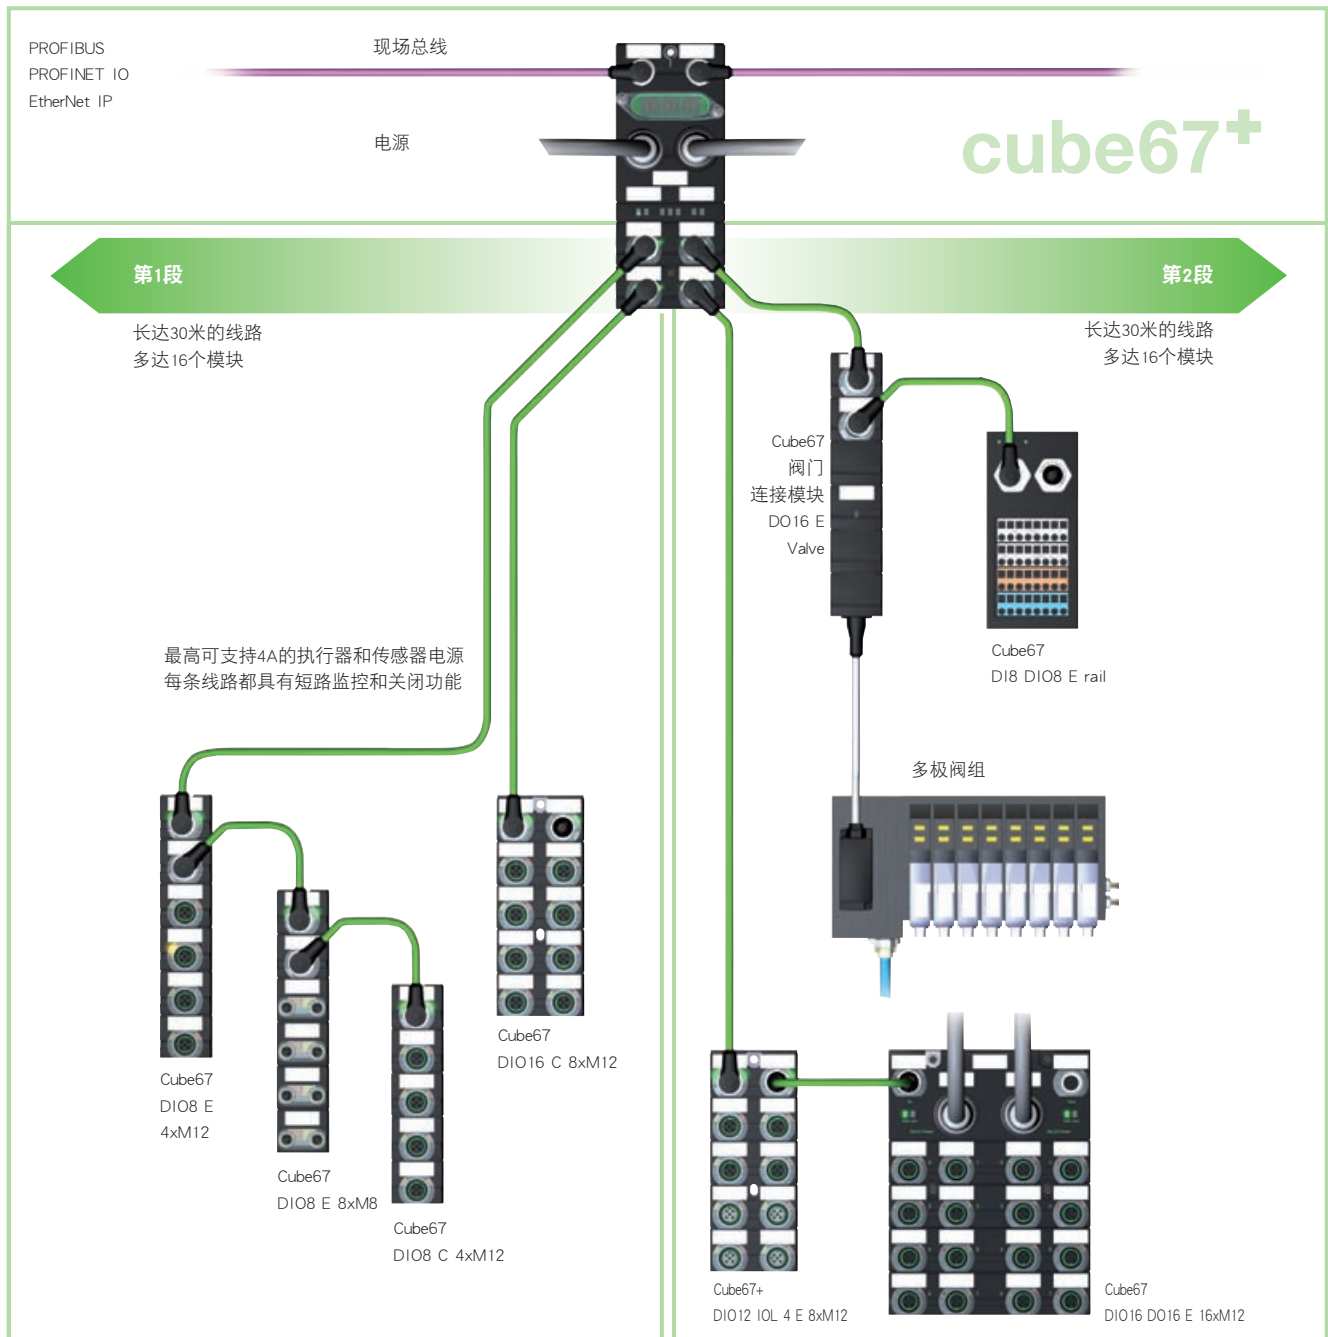 PROFIBUS
PROFINET IO
EtherNet IP
现场总线
电源
cube67+
第1段
第2段
长达30米的线路
多达16个模块
长达30米的线路
多达16个模块
Cube67
阀门
连接模块
DO16 E
Valve
Cube67
DI8 DIO8 E rail
最高可支持4A的执行器和传感器电源
每条线路都具有短路监控和关闭功能
多极阀组
Cube67
DIO8 E
4xM12
Cube67
DIO8 E 8xM8
Cube67
DIO8 C 4xM12
Cube67
DIO16 C 8xM12
Cube67+
DIO12 IOL 4 E 8xM12
Cube67
DIO16 DO16 E 16xM12